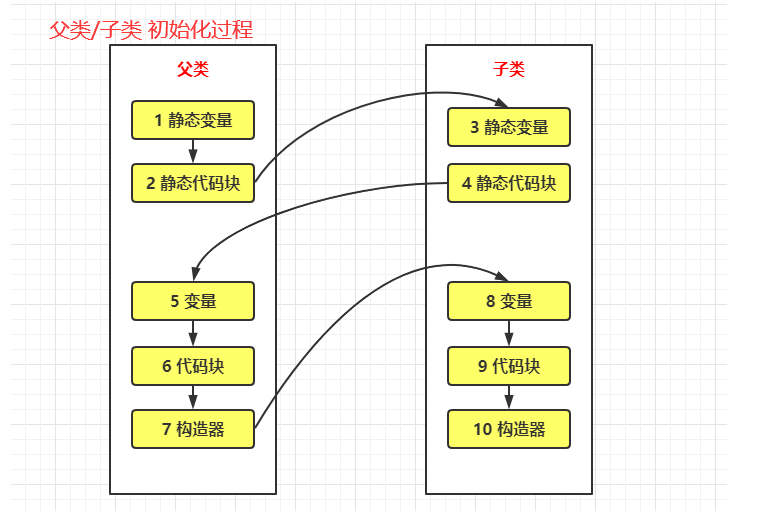 父类/子类 初始化过程
父类
1 静态变量
2 静态代码块
5 变量
6 代码块
7 构造器
子类
3 静态变量
4 静态代码块
8 变量
9 代码块
10 构造器